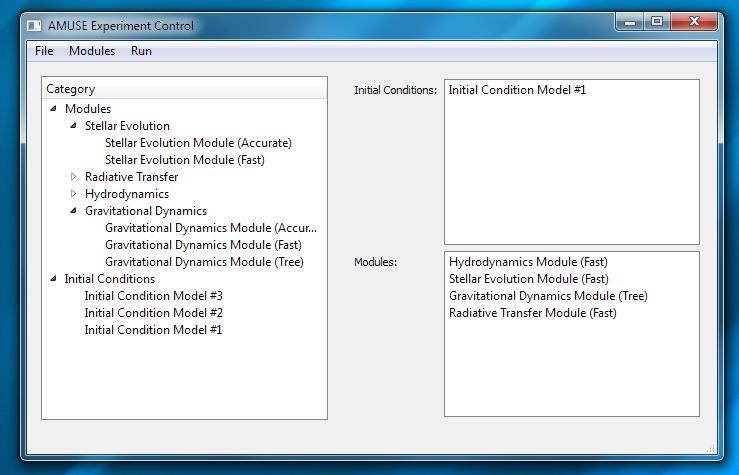 AMUSE Experiment Control
File Modules Run
Category
Modules
Stellar Evolution
Stellar Evolution Module (Accurate)
Stellar Evolution Module (Fast)
Radiative Transfer
Hydrodynamics
Gravitational Dynamics
Gravitational Dynamics Module (Accur...
Gravitational Dynamics Module (Fast)
Gravitational Dynamics Module (Tree)
Initial Conditions
Initial Condition Model #3
Initial Condition Model #2
Initial Condition Model #1
Initial Conditions:
Initial Condition Model #1
Modules:
Hydrodynamics Module (Fast)
Stellar Evolution Module (Fast)
Gravitational Dynamics Module (Tree)
Radiative Transfer Module (Fast)